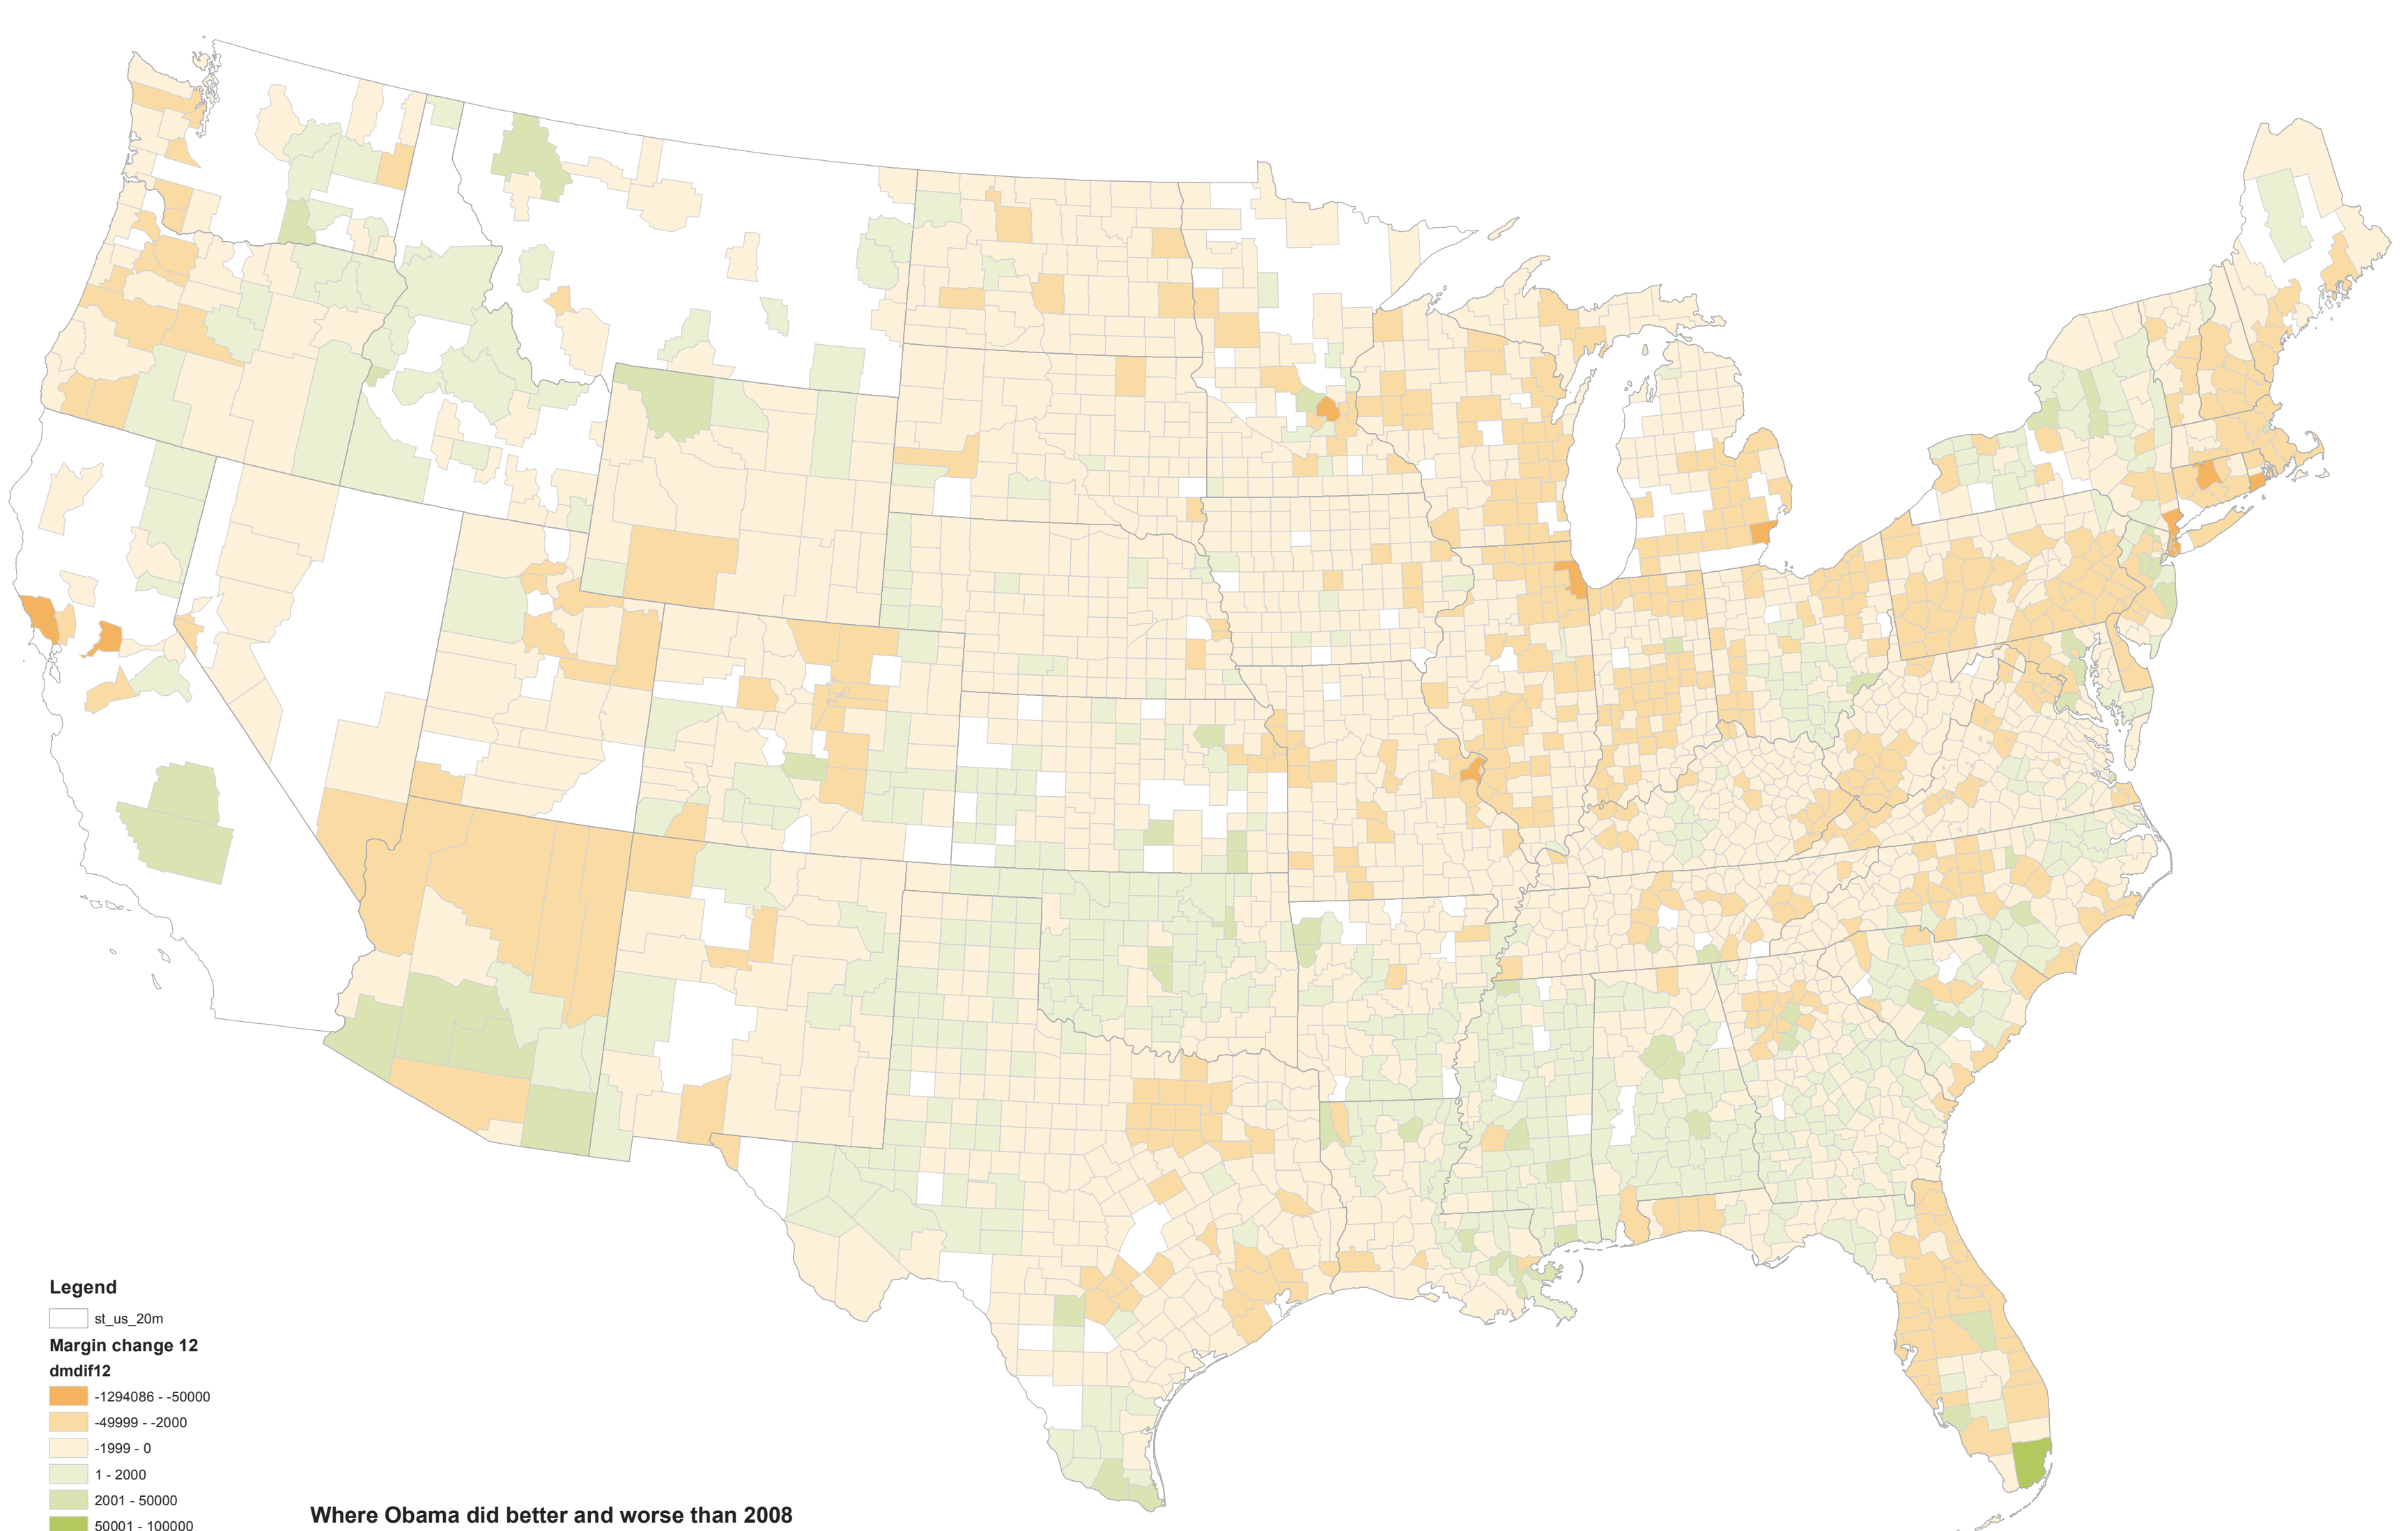 Legend
st_us_20m
Margin change 12
dmdif12
-1294086 - -50000
-49999 - -2000
-1999 - 0
1 - 2000
2001 - 50000
50001 - 100000
Where Obama did better and worse than 2008